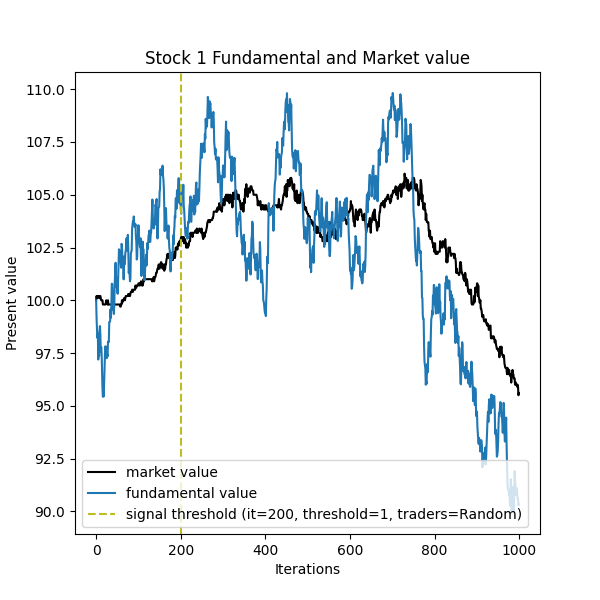 Stock 1 Fundamental and Market value
110.0
107.5
105.0
102.5
100.0
97.5
95.0
92.5
90.0
Present value
market value
fundamental value
signal threshold (it=200, threshold=1, traders=Random)
0 200 400 600 800 1000
Iterations